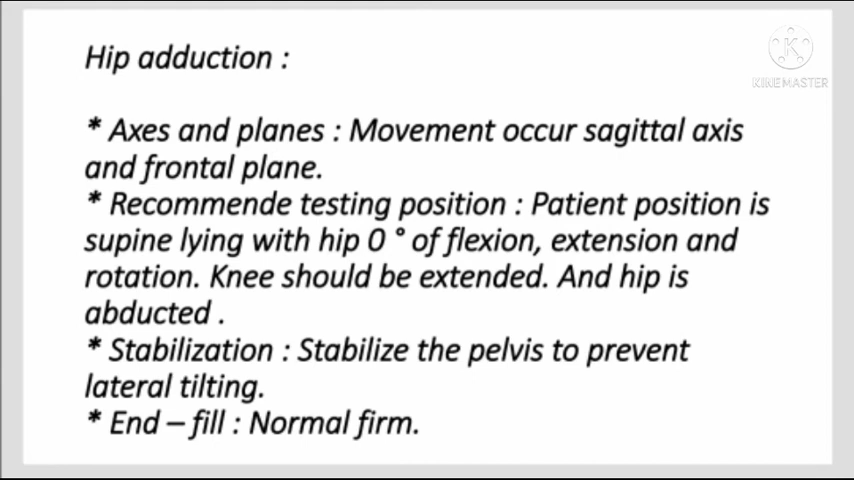 Hip adduction :
K
KINEMASTER
* Axes and planes : Movement occur sagittal axis
and frontal plane.
* Recommende testing position : Patient position is
supine lying with hip 0 ° of flexion, extension and
rotation. Knee should be extended. And hip is
abducted .
* Stabilization : Stabilize the pelvis to prevent
lateral tilting.
* End – fill : Normal firm.